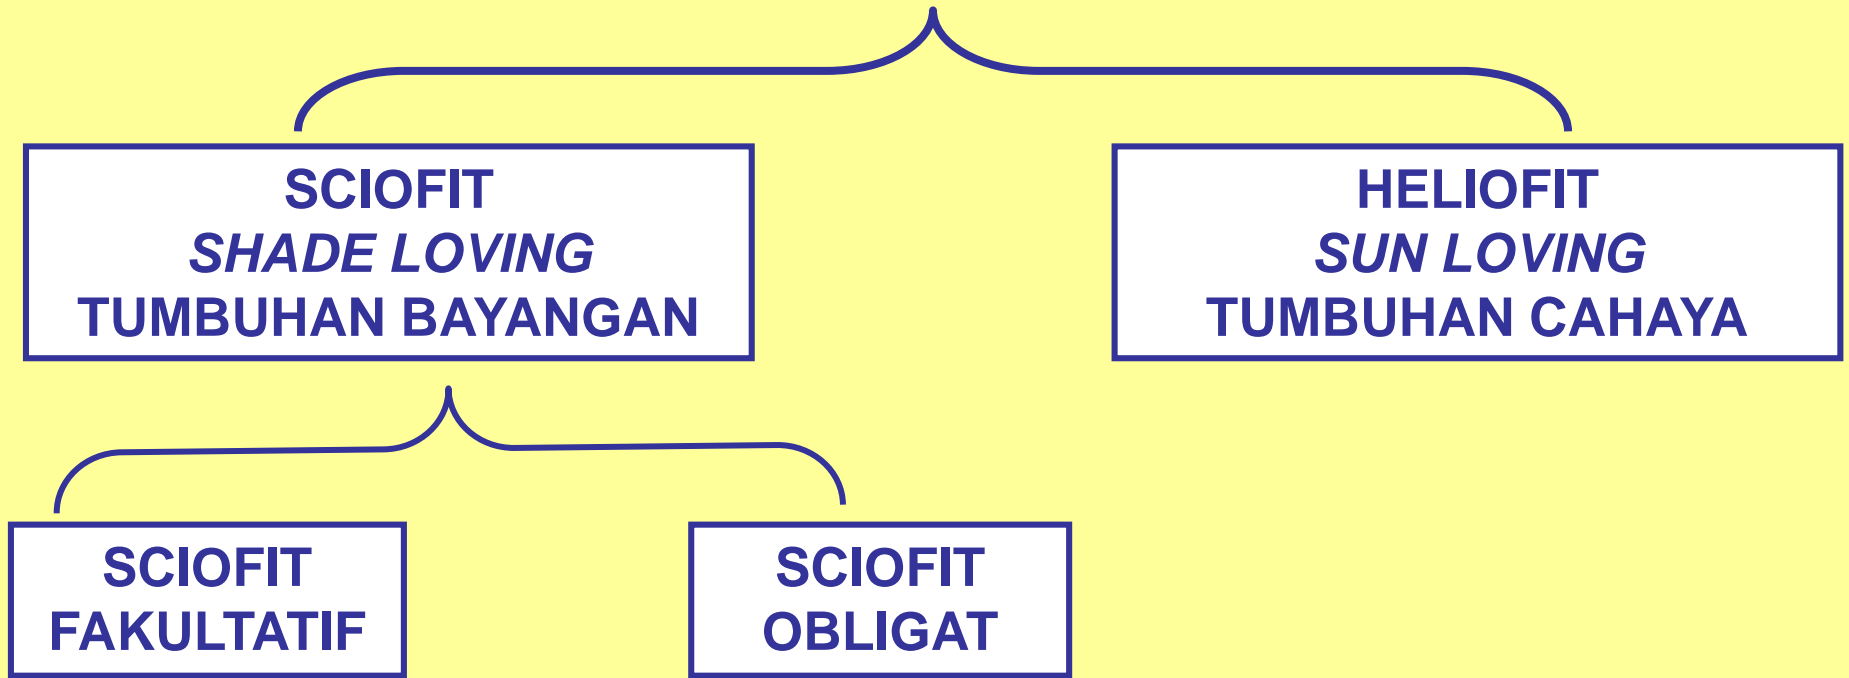 SCIOFIT
SHADE LOVING
TUMBUHAN BAYANGAN
HELIOFIT
SUN LOVING
TUMBUHAN CAHAYA
SCIOFIT
FAKULTATIF
SCIOFIT
OBLIGAT